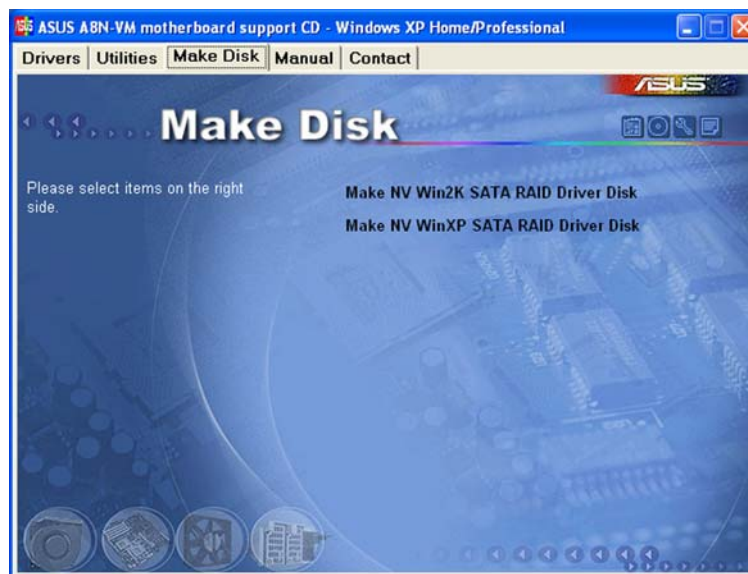 ASUS A8N-VM motherboard support CD - Windows XP Home/Professional
Drivers Utilities Make Disk Manual Contact
ASUS
Make Disk
Please select items on the right
side.
Make NV Win2K SATA RAID Driver Disk
Make NV WinXP SATA RAID Driver Disk